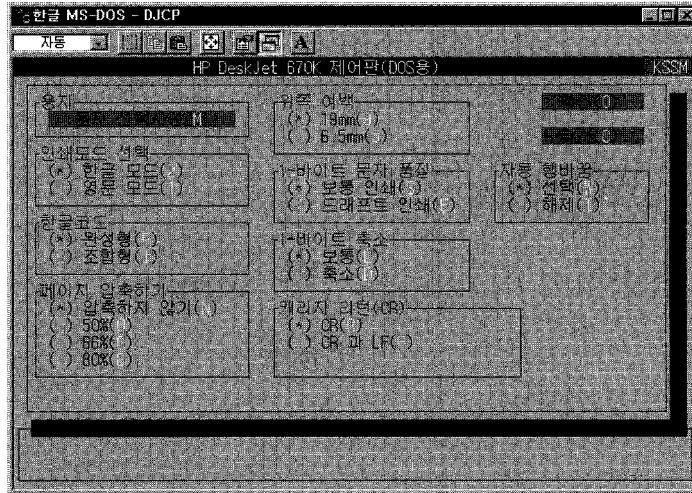 한글 MS-DOS - DJCP
자동
A
HP DeskJet 670K 제어판(DOS용)
KSSM
용지
M
인쇄모드 선택
(*) 한글 모드( )
( ) 영문 모드( )
한글코드
(*) 완성형( )
( ) 조합형( )
페이지 압축하기
(*) 압축하지 않기( )
( ) 50%( )
( ) 66%( )
( ) 80%( )
위쪽 여백
(*) 19mm( )
( ) 6.5mm( )
1-바이트 문자 품질
(*) 보통 인쇄( )
( ) 드래프트 인쇄( )
1-바이트 축소
(*) 보통( )
( ) 축소( )
캐리지 리턴(CR)
(*) CR( )
( ) CR 과 LF( )
자동 행바꿈
(*) 선택( )
( ) 해제( )